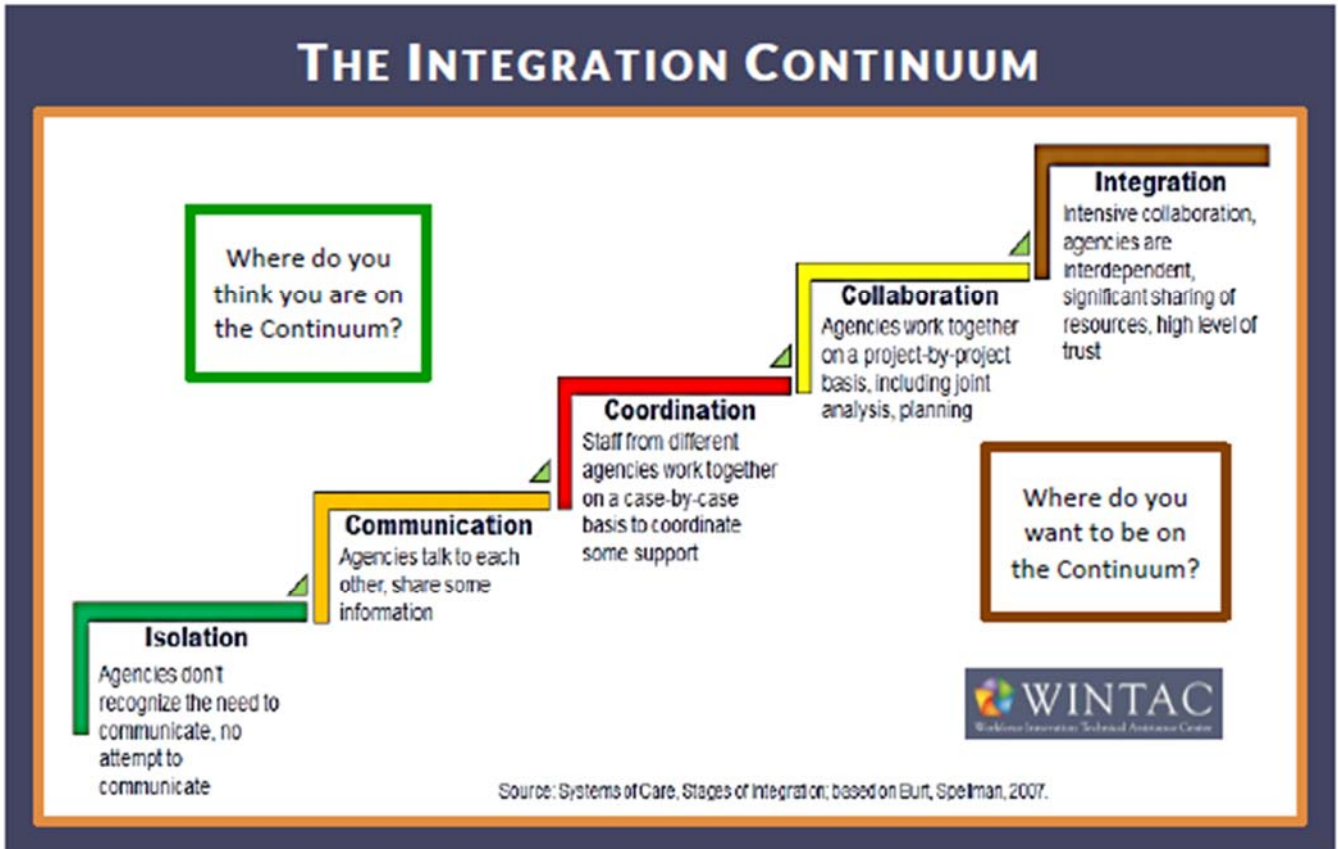 THE INTEGRATION CONTINUUM
Where do you
think you are on
the Continuum?
Integration
Intensive collaboration,
agencies are
interdependent,
significant sharing of
resources, high level of
trust
Collaboration
Agencies work together
on a project-by-project
basis, including joint
analysis, planning
Coordination
Staff from different
agencies work together
on a case-by-case
basis to coordinate
some support
Communication
Agencies talk to each
other, share some
information
Isolation
Agencies don't
recognize the need to
communicate, no
attempt to
communicate
Where do you
want to be on
the Continuum?
WINTAC
Workforce Innovation Technical Assistance Center
Source: Systems of Care, Stages of Integration; based on Burt, Spellman, 2007.